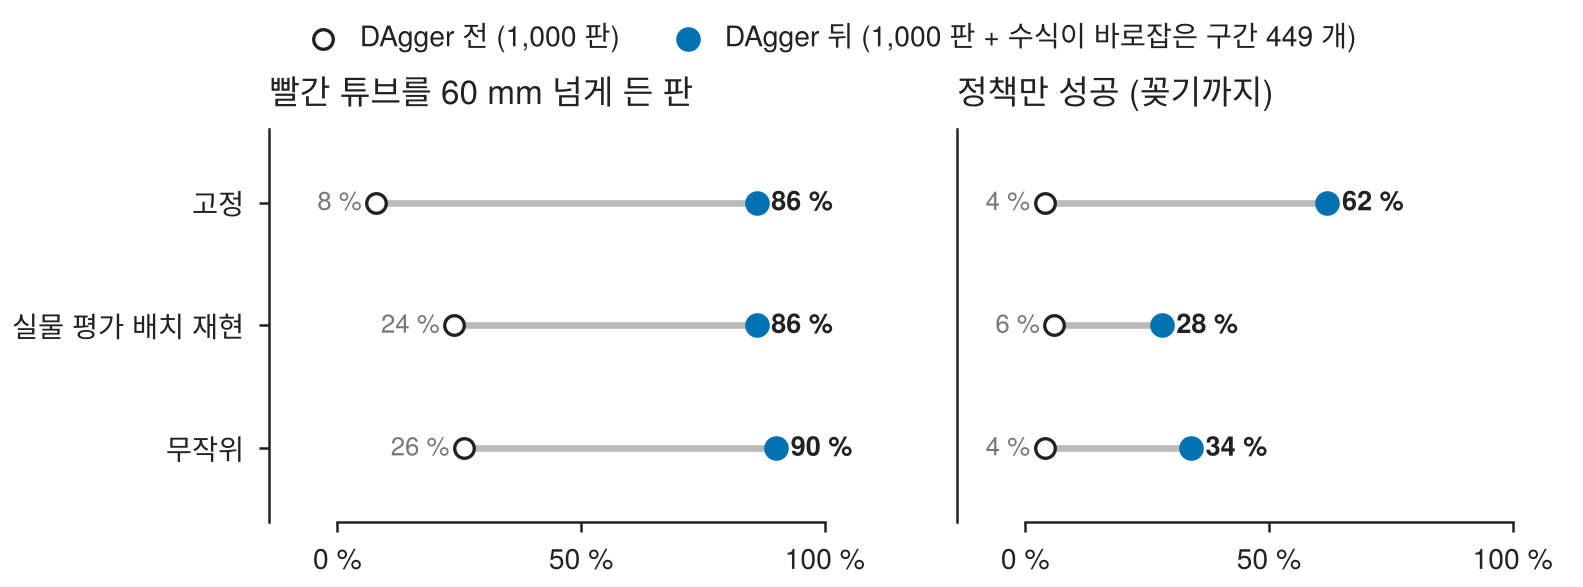 DAgger 전 (1,000 판)
DAgger 뒤 (1,000 판 + 수식이 바로잡은 구간 449 개)
빨간 튜브를 60 mm 넘게 든 판
정책만 성공 (꽂기까지)
고정
8 %
86 %
4 %
62 %
실물 평가 배치 재현
24 %
86 %
6 %
28 %
무작위
26 %
90 %
4 %
34 %
0 %
50 %
100 %
0 %
50 %
100 %